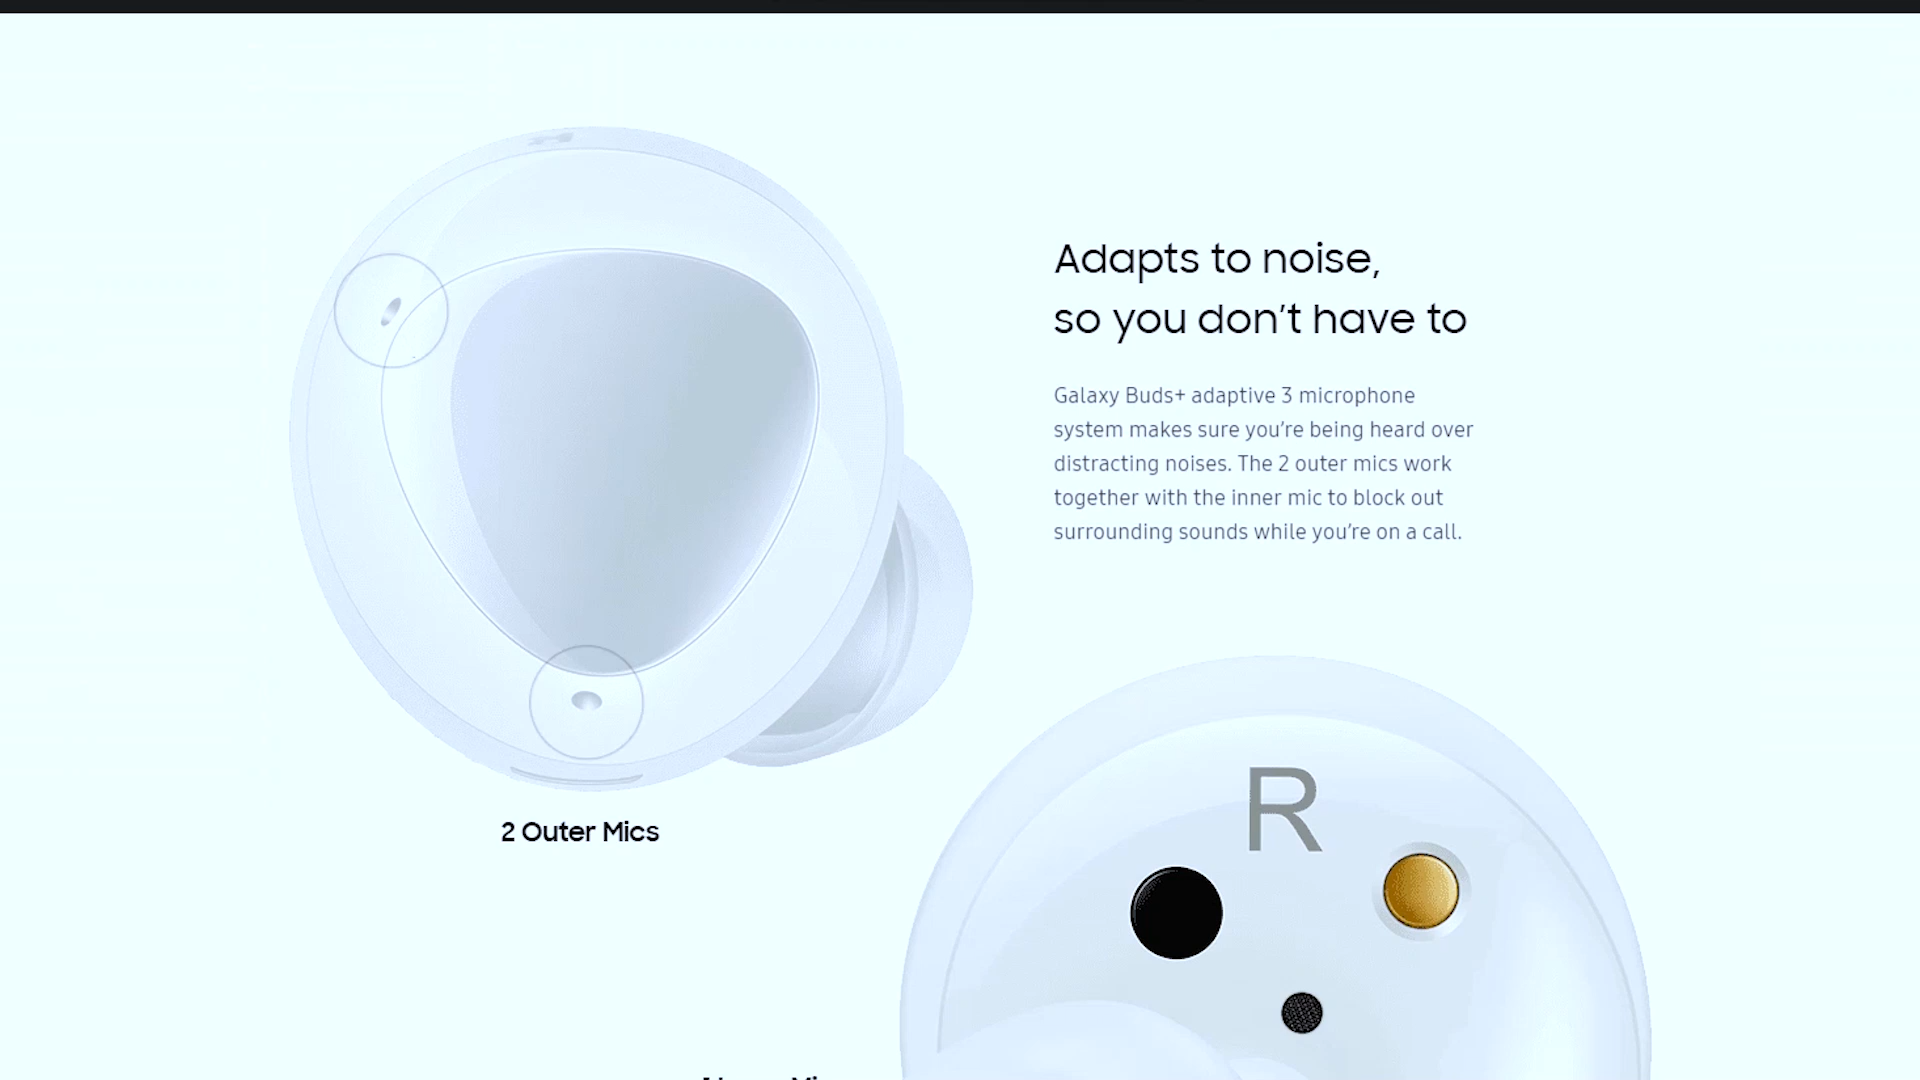 Adapts to noise,
so you don't have to
Galaxy Buds+ adaptive 3 microphone
system makes sure you're being heard over
distracting noises. The 2 outer mics work
together with the inner mic to block out
surrounding sounds while you're on a call.
2 Outer Mics
R